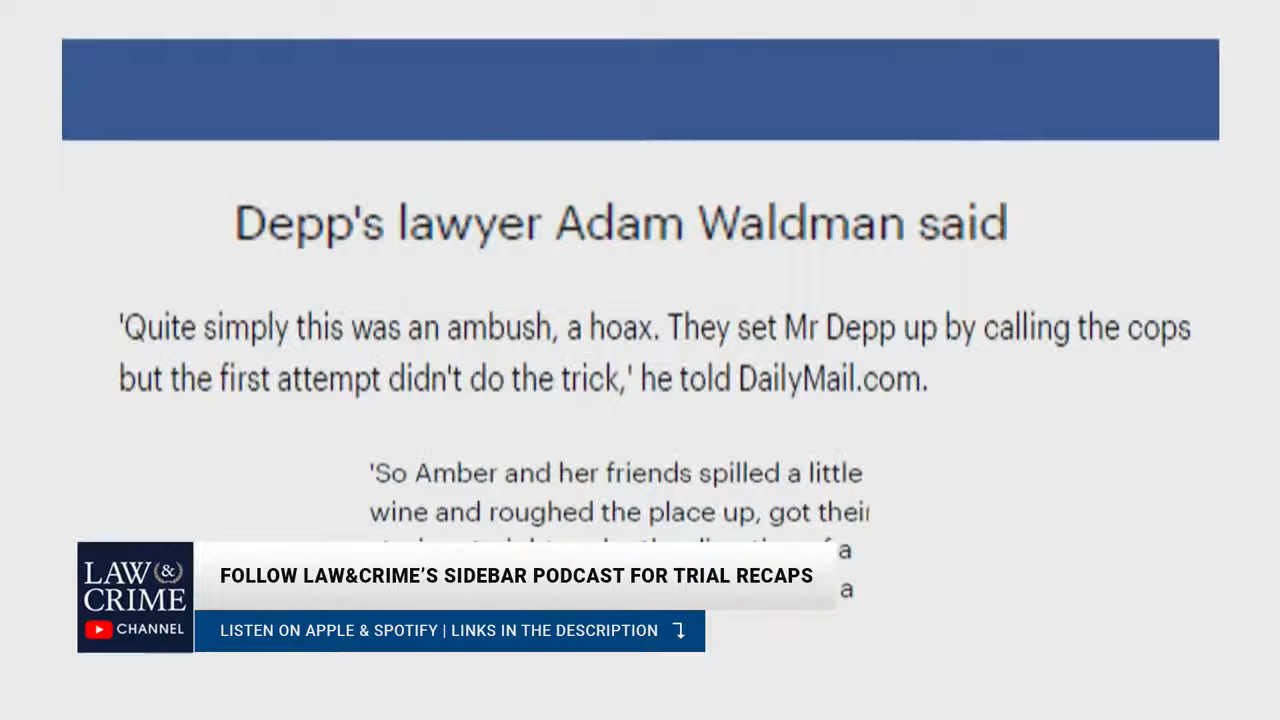 Depp's lawyer Adam Waldman said
'Quite simply this was an ambush, a hoax. They set Mr Depp up by calling the cops
but the first attempt didn't do the trick,' he told DailyMail.com.
'So Amber and her friends spilled a little
wine and roughed the place up, got their
a
a
LAW &
CRIME
CHANNEL
FOLLOW LAW&CRIME’S SIDEBAR PODCAST FOR TRIAL RECAPS
LISTEN ON APPLE & SPOTIFY | LINKS IN THE DESCRIPTION